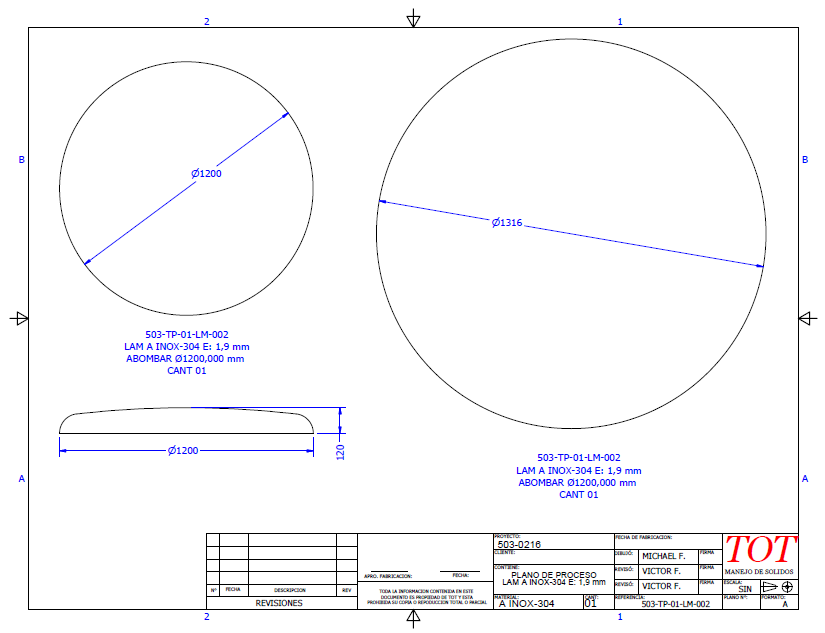 2
1
B
B
Ø1200
Ø1316
503-TP-01-LM-002
LAM A INOX-304 E: 1,9 mm
ABOMBAR Ø1200,000 mm
CANT 01
Ø1200
120
A
A
503-TP-01-LM-002
LAM A INOX-304 E: 1,9 mm
ABOMBAR Ø1200,000 mm
CANT 01
Nº FECHA DESCRIPCION REV
REVISIONES
APRO. FABRICACION: FECHA:
TODA LA INFORMACION CONTENIDA EN ESTE
DOCUMENTO ES PROPIEDAD DE TOT Y ESTA
PROHIBIDA SU COPIA O REPODUCCION TOTAL O PARCIAL
PROYECTO:
503-0216
CLIENTE:
CONTIENE:
PLANO DE PROCESO
LAM A INOX-304 E: 1,9 mm
MATERIAL:
A INOX-304
CANT:
01
FECHA DE FABRICACION:
DIBUJÓ: MICHAEL F. FIRMA
REVISÓ: VICTOR F. FIRMA
REVISÓ: VICTOR F. FIRMA
REFERENCIA:
503-TP-01-LM-002
TOT
MANEJO DE SOLIDOS
ESCALA:
SIN
PLANO Nº:
FORMATO:
A
2
1